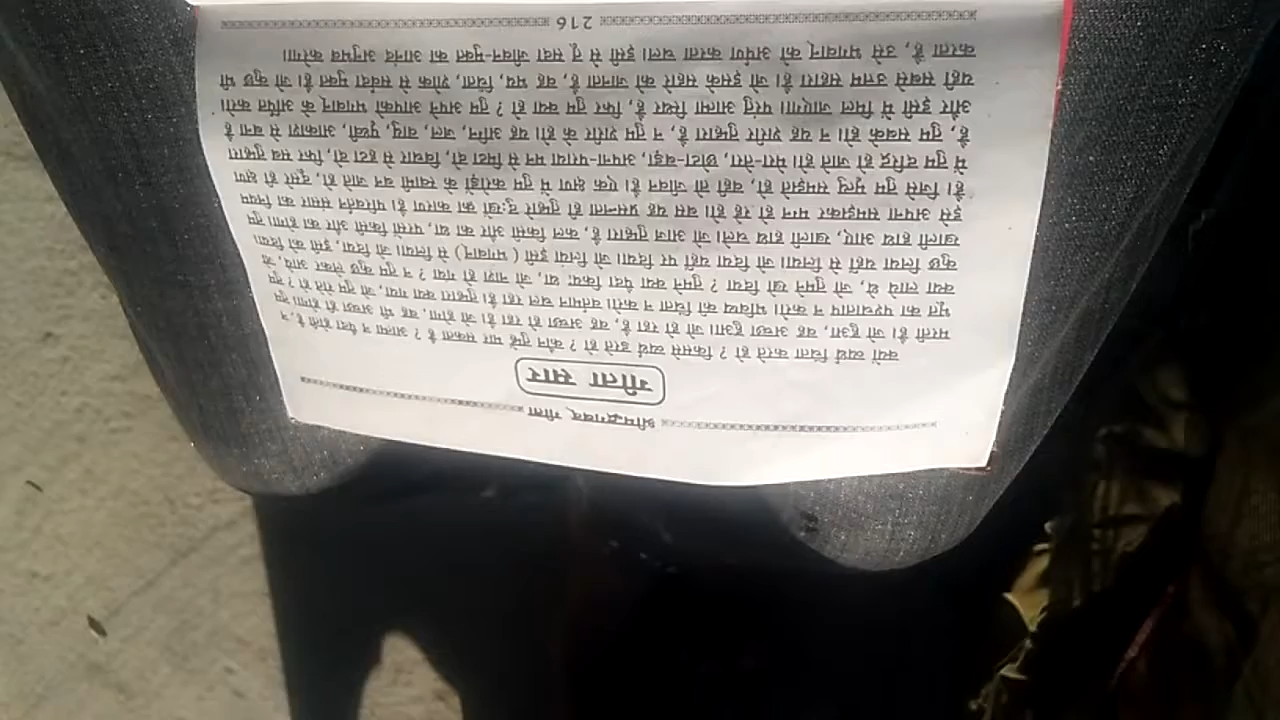 श्रीमद्भगवद् गीता
गीता सार
क्यों व्यर्थ चिंता करते हो ? किससे व्यर्थ डरते हो ? कौन तुम्हें मार सकता है ? आत्मा न पैदा होती है, न
मरती है। जो हुआ, वह अच्छा हुआ। जो हो रहा है, वह अच्छा हो रहा है। जो होगा, वह भी अच्छा ही होगा। तुम
भूत का पश्चाताप न करो। भविष्य की चिंता न करो। वर्तमान चल रहा है। तुम्हारा क्या गया, जो तुम रोते हो ? तुम
क्या लाये थे, जो तुमने खो दिया ? तुमने क्या पैदा किया था, जो नाश हो गया ? न तुम कुछ लेकर आये, जो
कुछ लिया यहीं से लिया। जो दिया यहीं पर दिया। जो लिया इसी ( भगवान् ) से लिया। जो दिया, इसी को दिया
खाली हाथ आए, खाली हाथ चले। जो आज तुम्हारा है, कल किसी और का था, परसों किसी और का होगा। तुम
इसे अपना समझकर मग्न हो रहे हो। बस यह प्रसन्नता ही तुम्हारे दुःखों का कारण है। परिवर्तन संसार का नियम
है। जिसे तुम मृत्यु समझते हो, वही तो जीवन है। एक क्षण में तुम करोड़ों के स्वामी बन जाते हो, दूसरे ही क्षण
में तुम दरिद्र हो जाते हो। मेरा-तेरा, छोटा-बड़ा, अपना-पराया मन से मिटा दो, विचार से हटा दो, फिर सब तुम्हारा
है, तुम सबके हो। न यह शरीर तुम्हारा है, न तुम शरीर के हो। यह अग्नि, जल, वायु, पृथ्वी, आकाश से बना है
और इसी में मिल जाएगा। परंतु आत्मा स्थिर है, फिर तुम क्या हो ? तुम अपने आपको भगवान् के अर्पित करो।
यही सबसे उत्तम सहारा है। जो इसके सहारे को जानता है, वह भय, चिंता, शोक से सर्वदा मुक्त है। जो कुछ भी
करता है, उसे भगवान् को अर्पण करता चल। इसी से तू सदा जीवन-मुक्त का आनंद अनुभव करेगा।
216